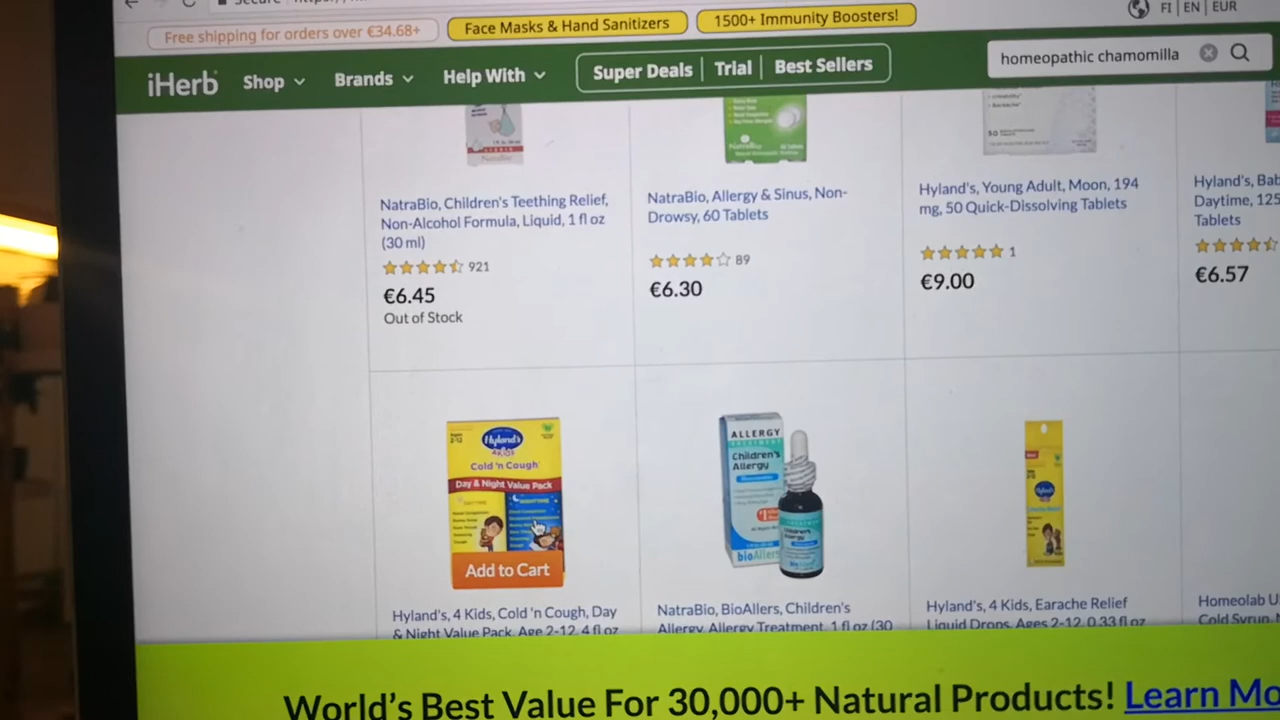 Free shipping for orders over €34.68+
Face Masks & Hand Sanitizers
1500+ Immunity Boosters!
FI | EN | EUR
iHerb
Shop
Brands
Help With
Super Deals
Trial
Best Sellers
homeopathic chamomilla
NatraBio, Children's Teething Relief,
Non-Alcohol Formula, Liquid, 1 fl oz
(30 ml)
921
€6.45
Out of Stock
NatraBio, Allergy & Sinus, Non-
Drowsy, 60 Tablets
89
€6.30
Hyland's, Young Adult, Moon, 194
mg, 50 Quick-Dissolving Tablets
1
€9.00
Daytime, 125
Tablets
€6.57
Hyland's
4 KIDS
Cold 'n Cough
Day & Night Value Pack
Add to Cart
ALLERGY
Children's
Allergy
bioAllers
Hyland's, 4 Kids, Cold 'n Cough, Day
& Night Value Pack, Age 2-12, 4 fl oz
NatraBio, BioAllers, Children's
Allergy, Allergy Treatment, 1 fl oz (30
Hyland's, 4 Kids, Earache Relief
Liquid Drops, Ages 2-12, 0.33 fl oz
Homeolab U
Cold Syrup,
World's Best Value For 30,000+ Natural Products! Learn Mo